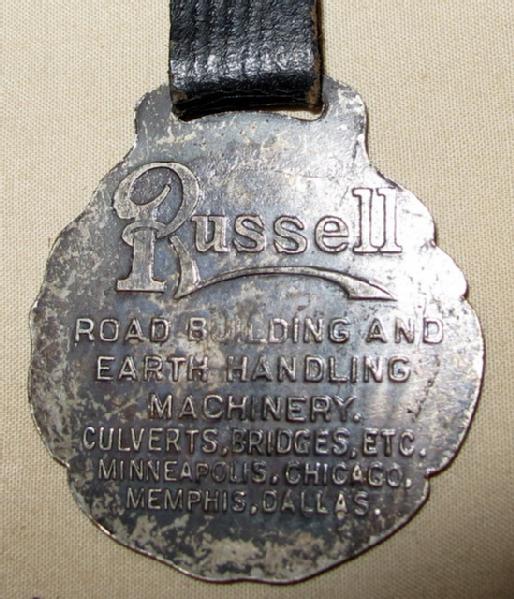 Russell
ROAD BUILDING AND
EARTH HANDLING
MACHINERY.
CULVERTS, BRIDGES, ETC.
MINNEAPOLIS, CHICAGO,
MEMPHIS, DALLAS.